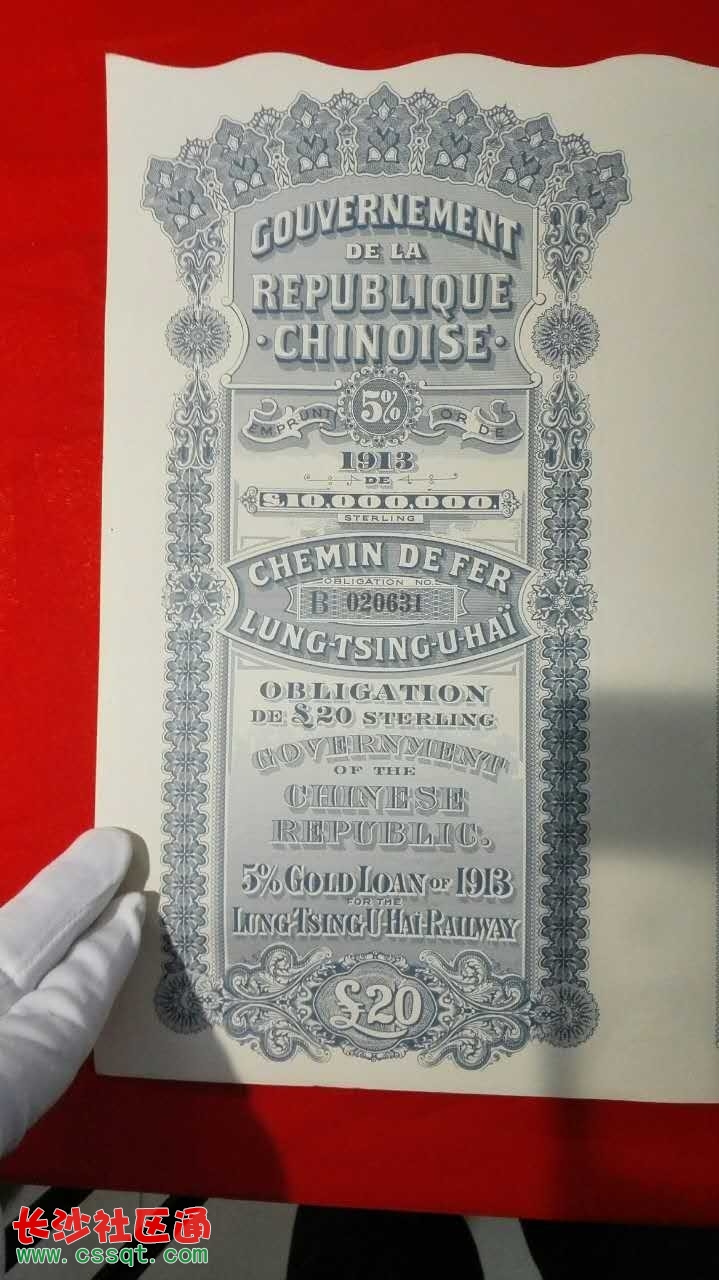 GOUVERNEMENT
DE LA
REPUBLIQUE
·CHINOISE·
5%
EMPRUNT OR DE
1913
DE
£10,000,000.
STERLING
CHEMIN DE FER
OBLIGATION NO.
B 020631
LUNG-TSING-U-HAÏ
OBLIGATION
DE £20 STERLING
GOVERNMENT
OF THE
CHINESE
REPUBLIC.
5% GOLD LOAN OF 1913
FOR THE
LUNG-TSING-U-HAÏ-RAILWAY
£20
长沙社区通
www.cssqt.com